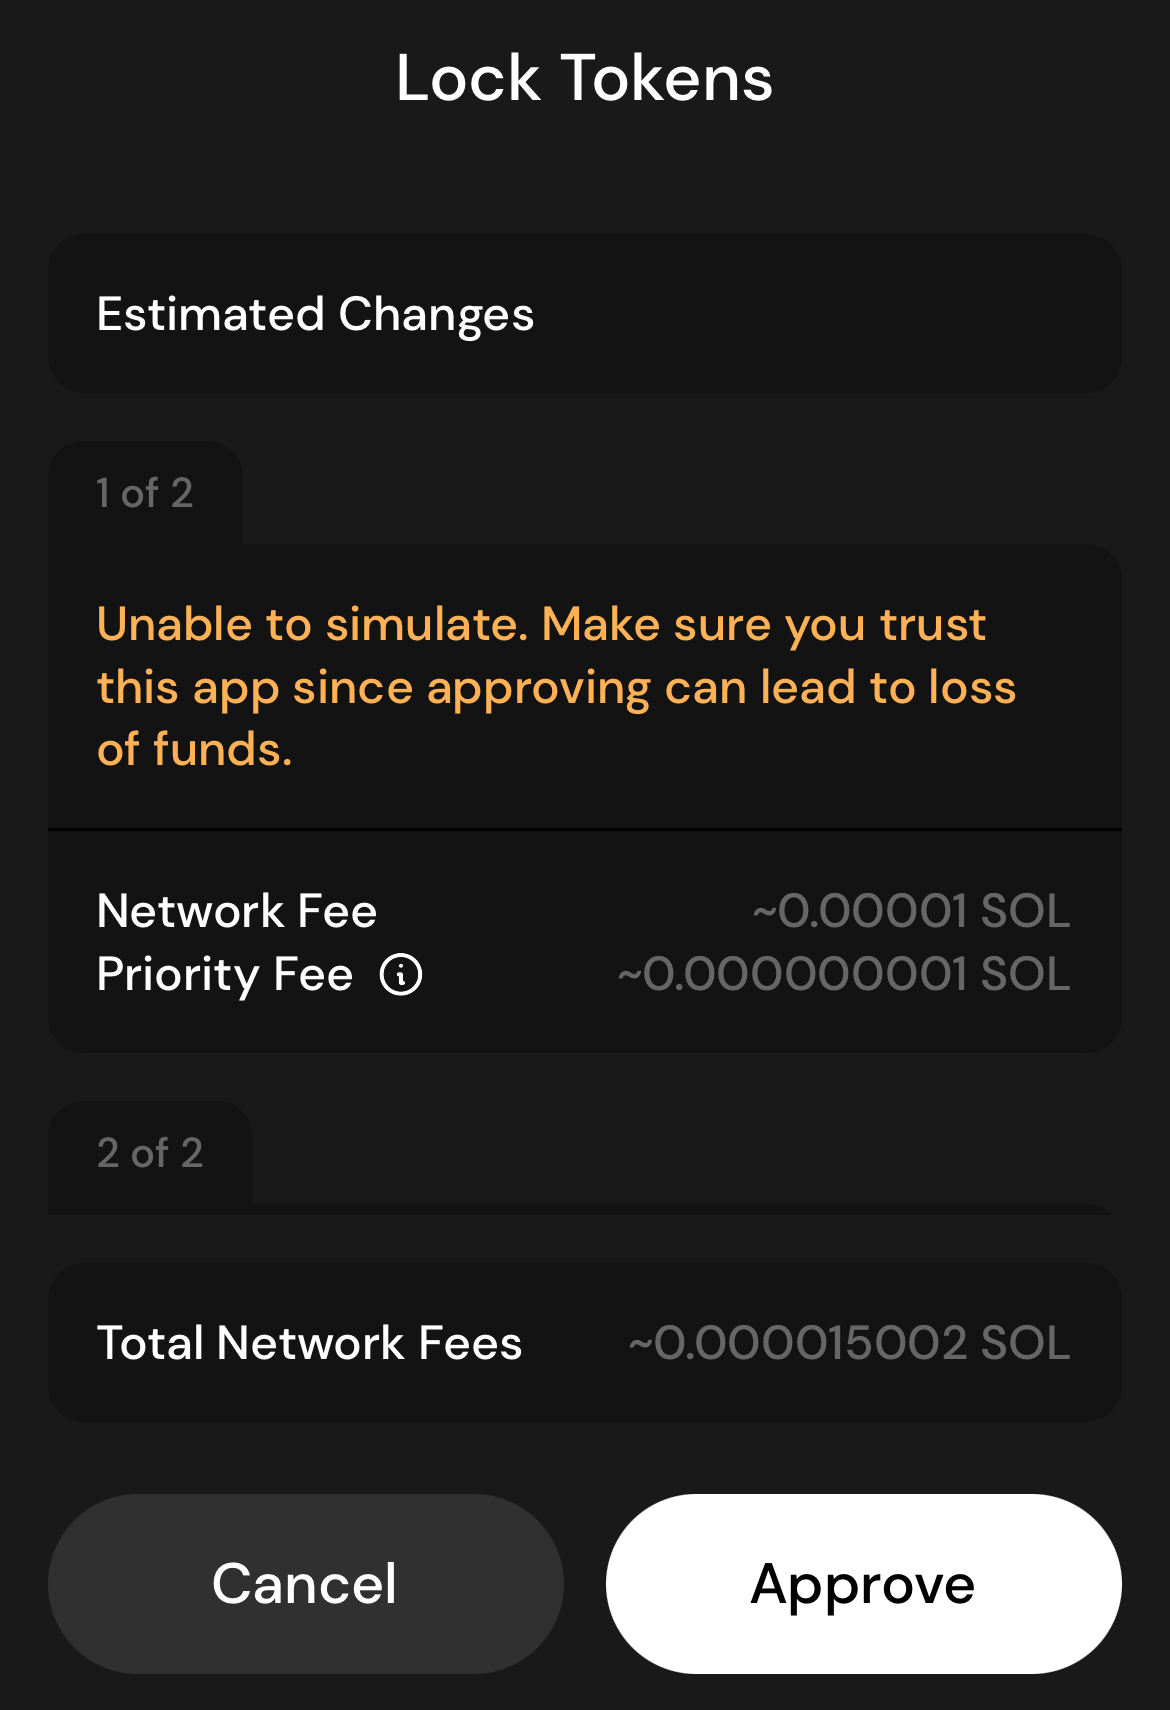 Lock Tokens
Estimated Changes
1 of 2
Unable to simulate. Make sure you trust
this app since approving can lead to loss
of funds.
Network Fee ~0.00001 SOL
Priority Fee ~0.000000001 SOL
2 of 2
Total Network Fees ~0.000015002 SOL
Cancel Approve